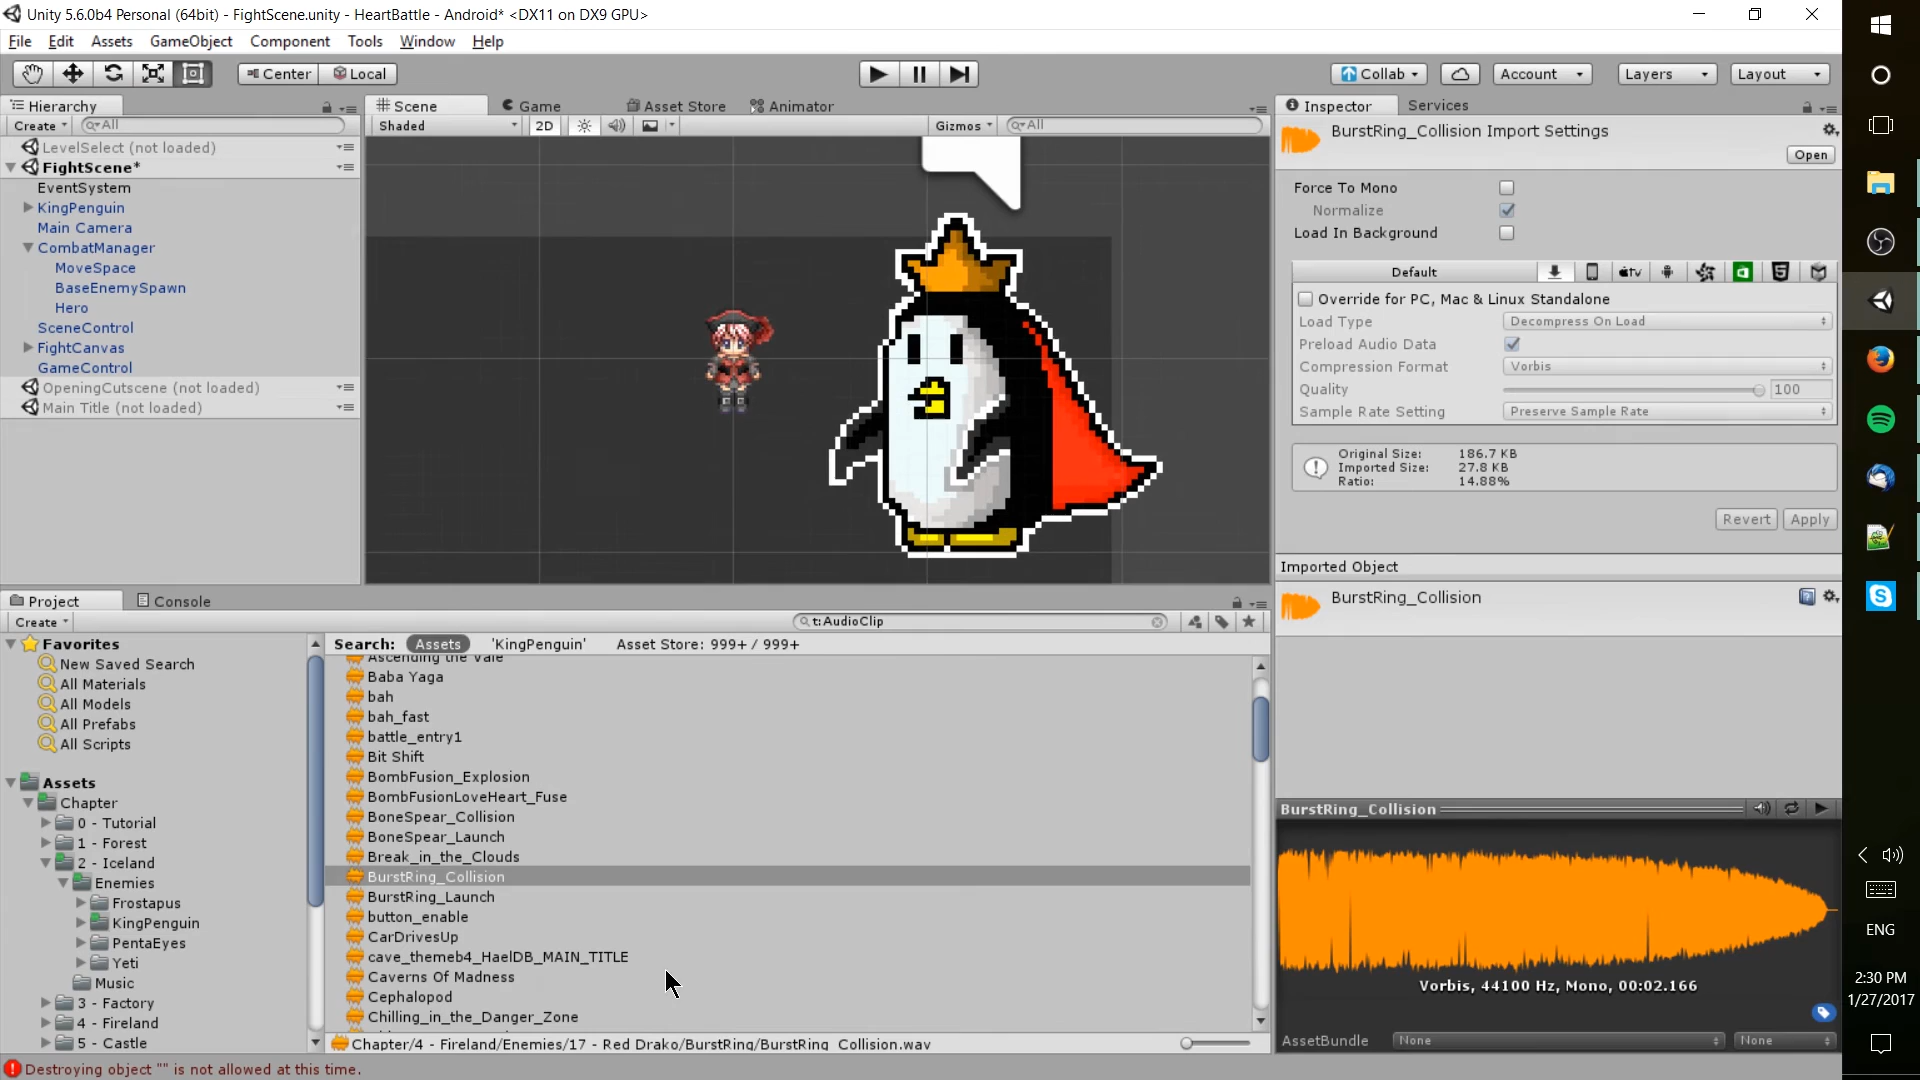 Unity 5.6.0b4 Personal (64bit) - FightScene.unity - HeartBattle - Android* <DX11 on DX9 GPU>
File Edit Assets GameObject Component Tools Window Help
Center Local Collab Account Layers Layout
Hierarchy
Create All
LevelSelect (not loaded)
FightScene*
EventSystem
KingPenguin
Main Camera
CombatManager
MoveSpace
BaseEnemySpawn
Hero
SceneControl
FightCanvas
GameControl
OpeningCutscene (not loaded)
Main Title (not loaded)
Scene Game Asset Store Animator
Shaded 2D Gizmos All
Inspector Services
BurstRing_Collision Import Settings
Open
Force To Mono
Normalize
Load In Background
Default
tv
Override for PC, Mac & Linux Standalone
Load Type Decompress On Load
Preload Audio Data
Compression Format Vorbis
Quality 100
Sample Rate Setting Preserve Sample Rate
Original Size: 186.7 KB
Imported Size: 27.8 KB
Ratio: 14.88%
Revert Apply
Imported Object
BurstRing_Collision
Project Console
Create t:AudioClip
Favorites
New Saved Search
All Materials
All Models
All Prefabs
All Scripts
Assets
Chapter
0 - Tutorial
1 - Forest
2 - Iceland
Enemies
Frostapus
KingPenguin
PentaEyes
Yeti
Music
3 - Factory
4 - Fireland
5 - Castle
Search: Assets 'KingPenguin' Asset Store: 999+ / 999+
Ascending the Vale
Baba Yaga
bah
bah_fast
battle_entry1
Bit Shift
BombFusion_Explosion
BombFusionLoveHeart_Fuse
BoneSpear_Collision
BoneSpear_Launch
Break_in_the_Clouds
BurstRing_Collision
BurstRing_Launch
button_enable
CarDrivesUp
cave_themeb4_HaelDB_MAIN_TITLE
Caverns Of Madness
Cephalopod
Chilling_in_the_Danger_Zone
Chapter/4 - Fireland/Enemies/17 - Red Drako/BurstRing/BurstRing_Collision.wav
BurstRing_Collision
Vorbis, 44100 Hz, Mono, 00:02.166
AssetBundle None None
Destroying object "" is not allowed at this time.
ENG
2:30 PM
1/27/2017